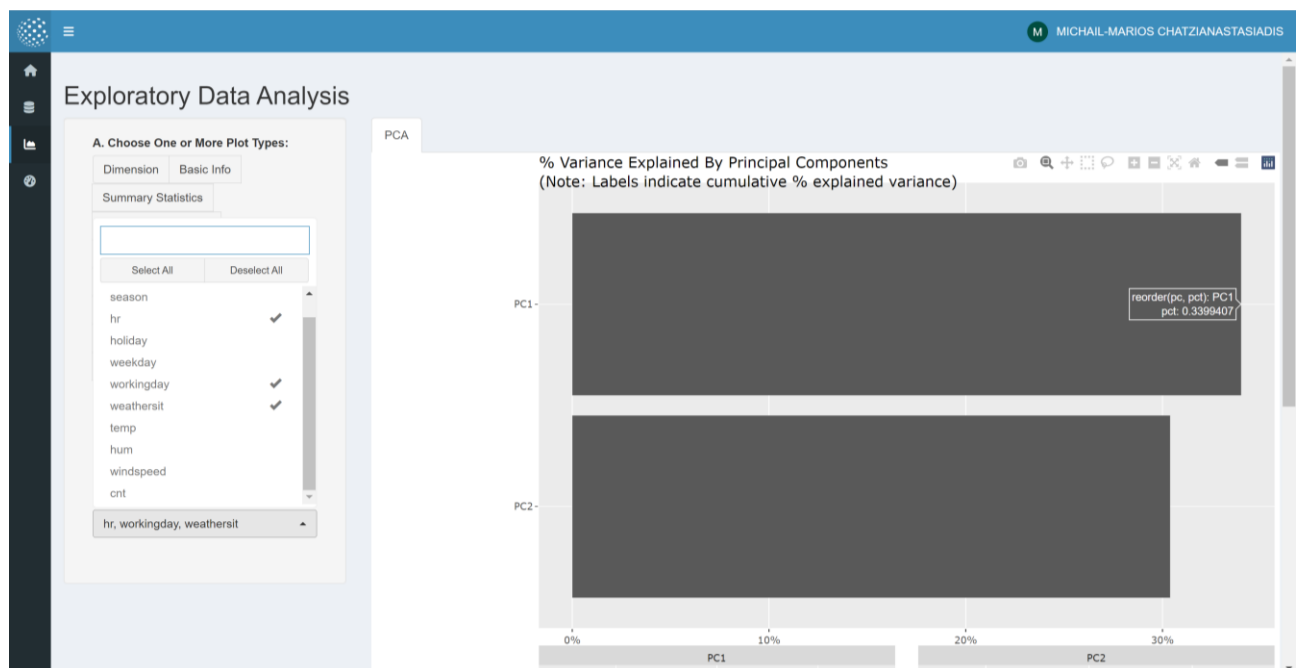 M MICHAIL-MARIOS CHATZIANASTASIADIS
Exploratory Data Analysis
A. Choose One or More Plot Types:
Dimension Basic Info
Summary Statistics
Select All Deselect All
season
hr
holiday
weekday
workingday
weathersit
temp
hum
windspeed
cnt
hr, workingday, weathersit
PCA
% Variance Explained By Principal Components
(Note: Labels indicate cumulative % explained variance)
PC1
reorder(pc, pct): PC1
pct: 0.3399407
PC2
0% 10% 20% 30%
PC1 PC2